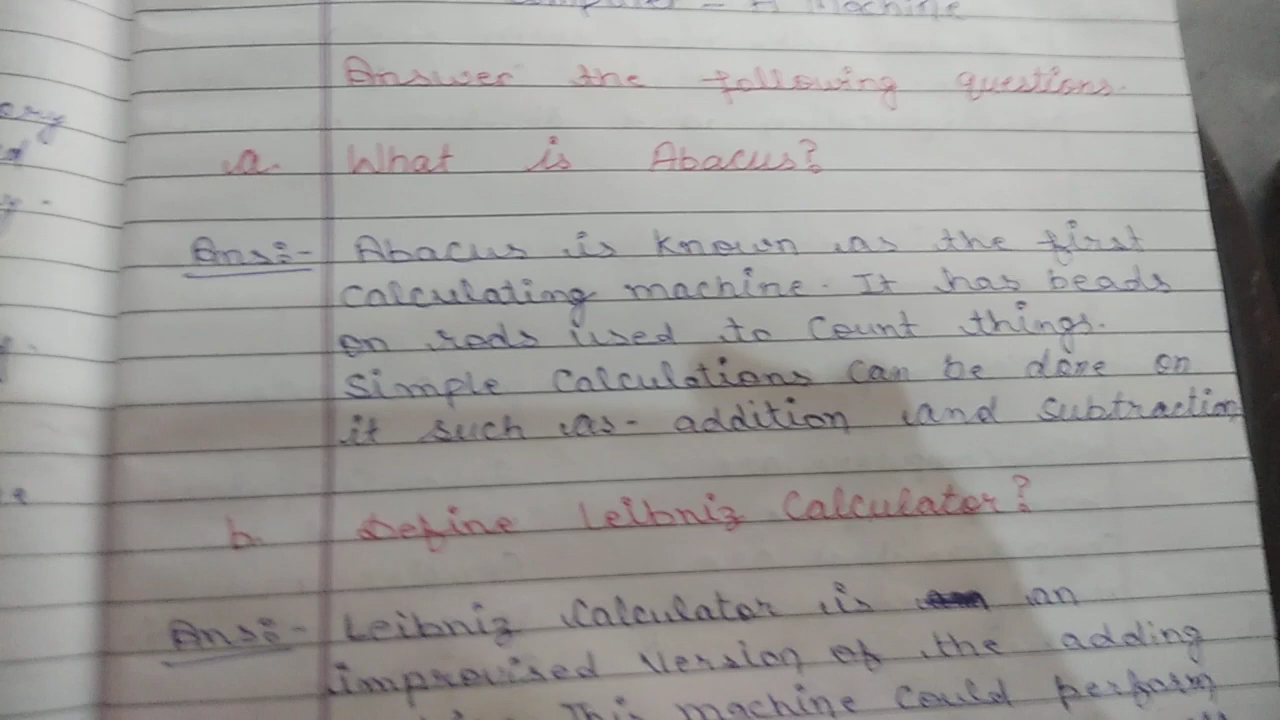 A Machine
Answer the following questions.
a. What is Abacus?
Ans:- Abacus is known as the first
calculating machine. It has beads
on rods used to count things.
Simple calculations can be done on
it such as- addition and subtraction
b. Define Leibniz Calculator?
Ans:- Leibniz Calculator is an
improvised version of the adding
This machine could perform